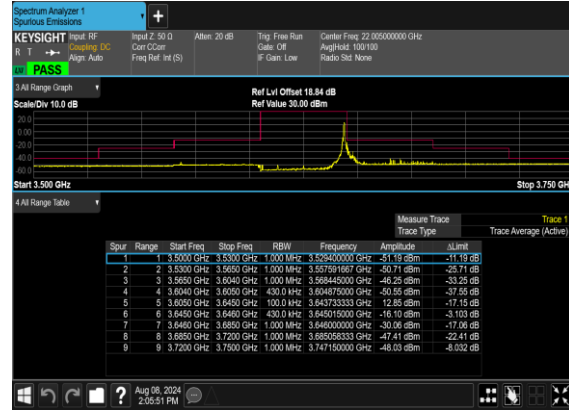 Spectrum Analyzer 1
Spurious Emissions
+
KEYSIGHT Input: RF Input Z: 50 Ω Atten: 20 dB Trig: Free Run Center Freq: 22.005000000 GHz
R T Coupling: DC Corr CCorr Gate: Off Avg|Hold: 100/100
Align: Auto Freq Ref: Int (S) IF Gain: Low Radio Std: None
PASS
3 All Range Graph
Ref Lvl Offset 18.84 dB
Scale/Div 10.0 dB Ref Value 30.00 dBm
20.0
0.00
-20.0
-40.0
-60.0
Start 3.500 GHz Stop 3.750 GH
4 All Range Table
Measure Trace Trace 1
Trace Type Trace Average (Active)
Spur Range Start Freq Stop Freq RBW Frequency Amplitude ΔLimit
1 1 3.5000 GHz 3.5300 GHz 1.000 MHz 3.529400000 GHz -51.19 dBm -11.19 dB
2 2 3.5300 GHz 3.5650 GHz 1.000 MHz 3.557591667 GHz -50.71 dBm -25.71 dB
3 3 3.5650 GHz 3.6040 GHz 1.000 MHz 3.568445000 GHz -46.25 dBm -33.25 dB
4 4 3.6040 GHz 3.6050 GHz 430.0 kHz 3.604875000 GHz -50.55 dBm -37.55 dB
5 5 3.6050 GHz 3.6450 GHz 100.0 kHz 3.643733333 GHz 12.85 dBm -17.15 dB
6 6 3.6450 GHz 3.6460 GHz 430.0 kHz 3.645015000 GHz -16.10 dBm -3.103 dB
7 7 3.6460 GHz 3.6850 GHz 1.000 MHz 3.646000000 GHz -30.06 dBm -17.06 dB
8 8 3.6850 GHz 3.7200 GHz 1.000 MHz 3.685058333 GHz -47.41 dBm -22.41 dB
9 9 3.7200 GHz 3.7500 GHz 1.000 MHz 3.747150000 GHz -48.03 dBm -8.032 dB
? Aug 08, 2024
2:05:51 PM